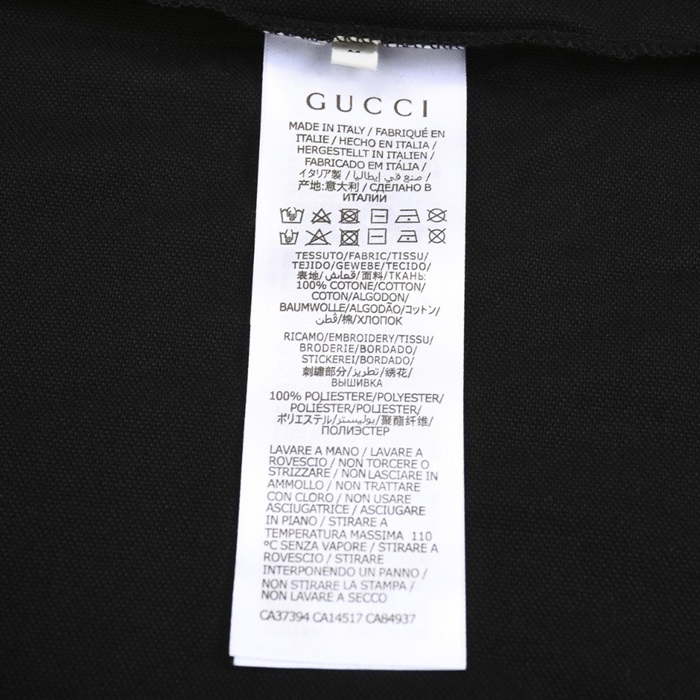 GUCCI
MADE IN ITALY / FABRIQUÉ EN
ITALIE / HECHO EN ITALIA /
HERGESTELLT IN ITALIEN /
FABRICADO EM ITÁLIA /
イタリア製 / صنع في إيطاليا /
产地:意大利 / СДЕЛАНО В
ИТАЛИИ
TESSUTO/FABRIC/TISSU/
TEJIDO/GEWEBE/TECIDO/
表地/قماش/面料/ТКАНЬ:
100% COTONE/COTTON/
COTON/ALGODON/
BAUMWOLLE/ALGODÃO/コットン/
قطن/棉/ХЛОПОК
RICAMO/EMBROIDERY/TISSU/
BRODERIE/BORDADO/
STICKEREI/BORDADO/
刺繍部分/تطريز/绣花/
ВЫШИВКА
100% POLIESTERE/POLYESTER/
POLIÉSTER/POLIESTER/
ポリエステル/بوليستر/聚酯纤维/
ПОЛИЭСТЕР
LAVARE A MANO / LAVARE A
ROVESCIO / NON TORCERE O
STRIZZARE / NON LASCIARE IN
AMMOLLO / NON TRATTARE
CON CLORO / NON USARE
ASCIUGATRICE / ASCIUGARE
IN PIANO / STIRARE A
TEMPERATURA MASSIMA 110
°C SENZA VAPORE / STIRARE A
ROVESCIO / STIRARE
INTERPONENDO UN PANNO /
NON STIRARE LA STAMPA /
NON LAVARE A SECCO
CA37394 CA14517 CA84937